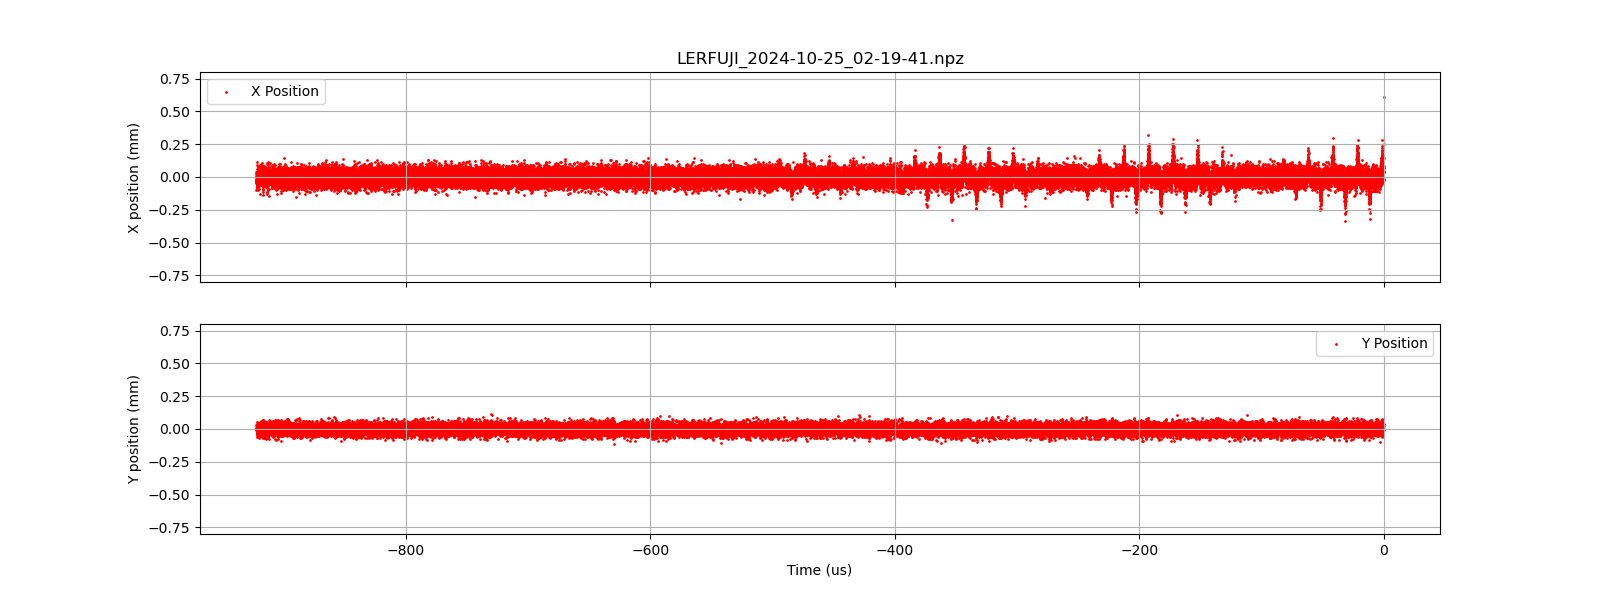 LERFUJI_2024-10-25_02-19-41.npz
X position (mm)
0.75
0.50
0.25
0.00
−0.25
−0.50
−0.75
X Position
Y position (mm)
0.75
0.50
0.25
0.00
−0.25
−0.50
−0.75
Y Position
−800 −600 −400 −200 0
Time (us)